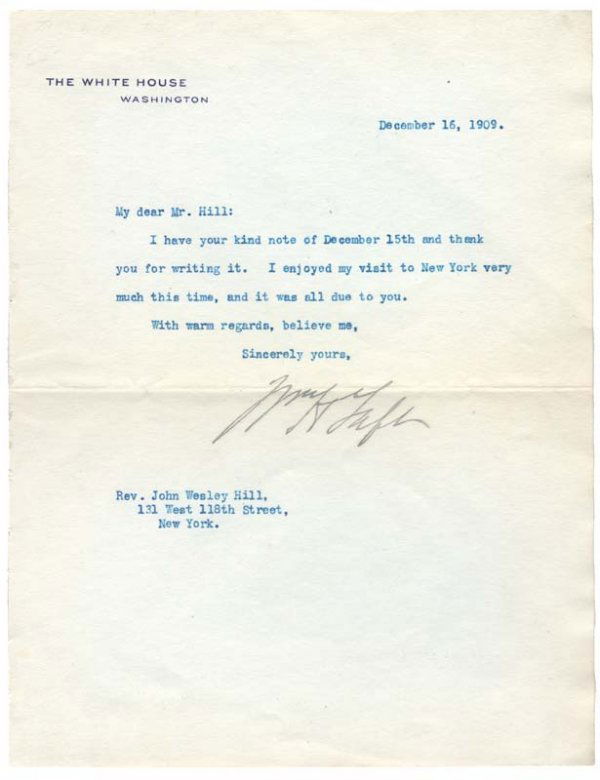 THE WHITE HOUSE
WASHINGTON
December 16, 1909.
My dear Mr. Hill:
I have your kind note of December 15th and thank
you for writing it. I enjoyed my visit to New York very
much this time, and it was all due to you.
With warm regards, believe me,
Sincerely yours,
Wm H Taft
Rev. John Wesley Hill,
131 West 118th Street,
New York.